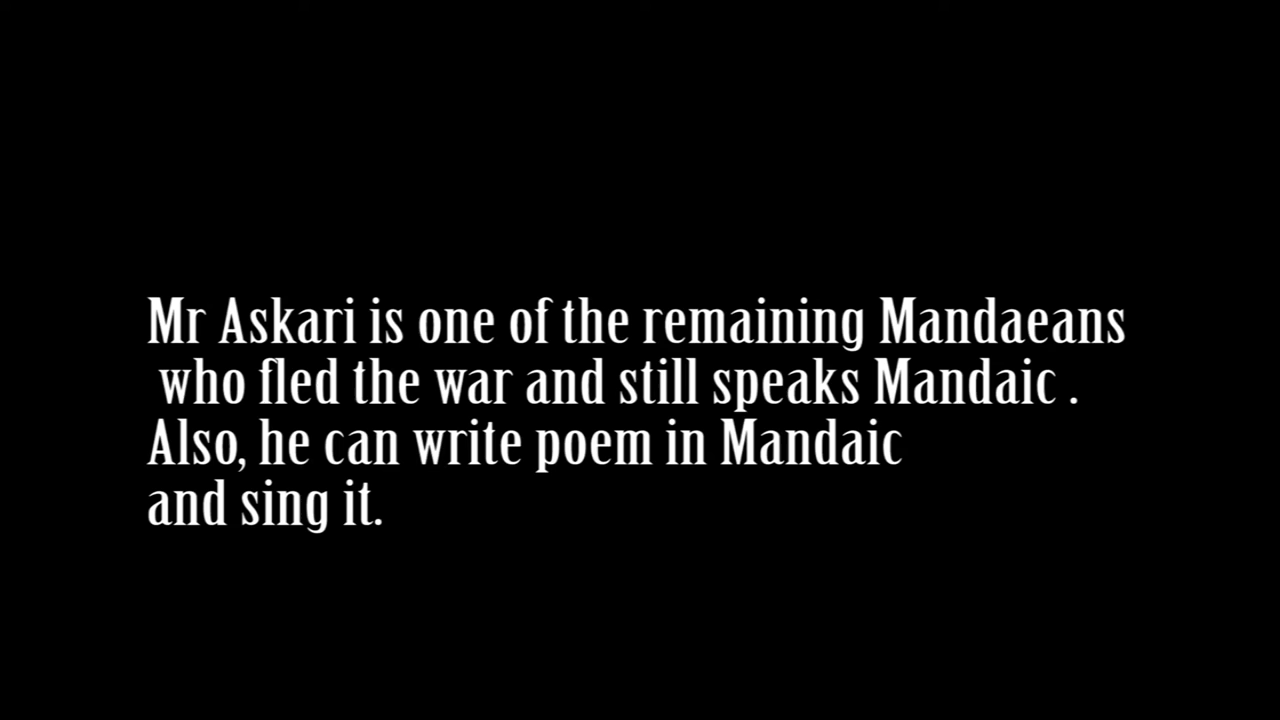 Mr Askari is one of the remaining Mandaeans
who fled the war and still speaks Mandaic .
Also, he can write poem in Mandaic
and sing it.